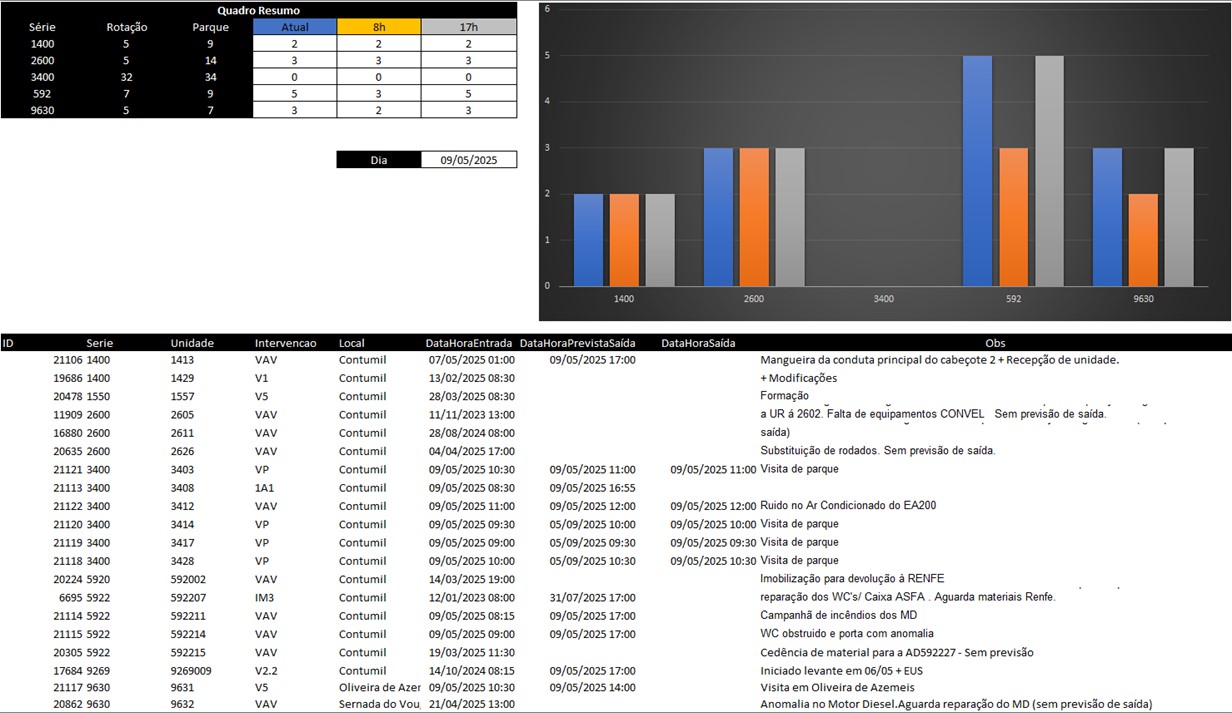 Quadro Resumo
Série Rotação Parque Atual 8h 17h
1400 5 9 2 2 2
2600 5 14 3 3 3
3400 32 34 0 0 0
592 7 9 5 3 5
9630 5 7 3 2 3
Dia 09/05/2025
6
5
4
3
2
1
0
1400 2600 3400 592 9630
ID Serie Unidade Intervencao Local DataHoraEntrada DataHoraPrevistaSaída DataHoraSaída Obs
21106 1400 1413 VAV Contumil 07/05/2025 01:00 09/05/2025 17:00 Mangueira da conduta principal do cabeçote 2 + Recepção de unidade.
19686 1400 1429 V1 Contumil 13/02/2025 08:30 + Modificações
20478 1550 1557 V5 Contumil 28/03/2025 08:30 Formação
11909 2600 2605 VAV Contumil 11/11/2023 13:00 a UR á 2602. Falta de equipamentos CONVEL Sem previsão de saída.
16880 2600 2611 VAV Contumil 28/08/2024 08:00 saída)
20635 2600 2626 VAV Contumil 04/04/2025 17:00 Substituição de rodados. Sem previsão de saída.
21121 3400 3403 VP Contumil 09/05/2025 10:30 09/05/2025 11:00 09/05/2025 11:00 Visita de parque
21113 3400 3408 1A1 Contumil 09/05/2025 08:30 09/05/2025 16:55
21122 3400 3412 VAV Contumil 09/05/2025 11:00 09/05/2025 12:00 09/05/2025 12:00 Ruido no Ar Condicionado do EA200
21120 3400 3414 VP Contumil 09/05/2025 09:30 05/09/2025 10:00 09/05/2025 10:00 Visita de parque
21119 3400 3417 VP Contumil 09/05/2025 09:00 05/09/2025 09:30 09/05/2025 09:30 Visita de parque
21118 3400 3428 VP Contumil 09/05/2025 10:00 05/09/2025 10:30 09/05/2025 10:30 Visita de parque
20224 5920 592002 VAV Contumil 14/03/2025 19:00 Imobilização para devolução á RENFE
6695 5922 592207 IM3 Contumil 12/01/2023 08:00 31/07/2025 17:00 reparação dos WC's/ Caixa ASFA . Aguarda materiais Renfe.
21114 5922 592211 VAV Contumil 09/05/2025 08:15 09/05/2025 17:00 Campanhã de incêndios dos MD
21115 5922 592214 VAV Contumil 09/05/2025 09:00 09/05/2025 17:00 WC obstruido e porta com anomalia
20305 5922 592215 VAV Contumil 19/03/2025 11:30 Cedência de material para a AD592227 - Sem previsão
17684 9269 9269009 V2.2 Contumil 14/10/2024 08:15 09/05/2025 17:00 Iniciado levante em 06/05 + EUS
21117 9630 9631 V5 Oliveira de Azer 09/05/2025 10:30 09/05/2025 14:00 Visita em Oliveira de Azemeis
20862 9630 9632 VAV Sernada do Vou 21/04/2025 13:00 Anomalia no Motor Diesel.Aguarda reparação do MD (sem previsão de saída)